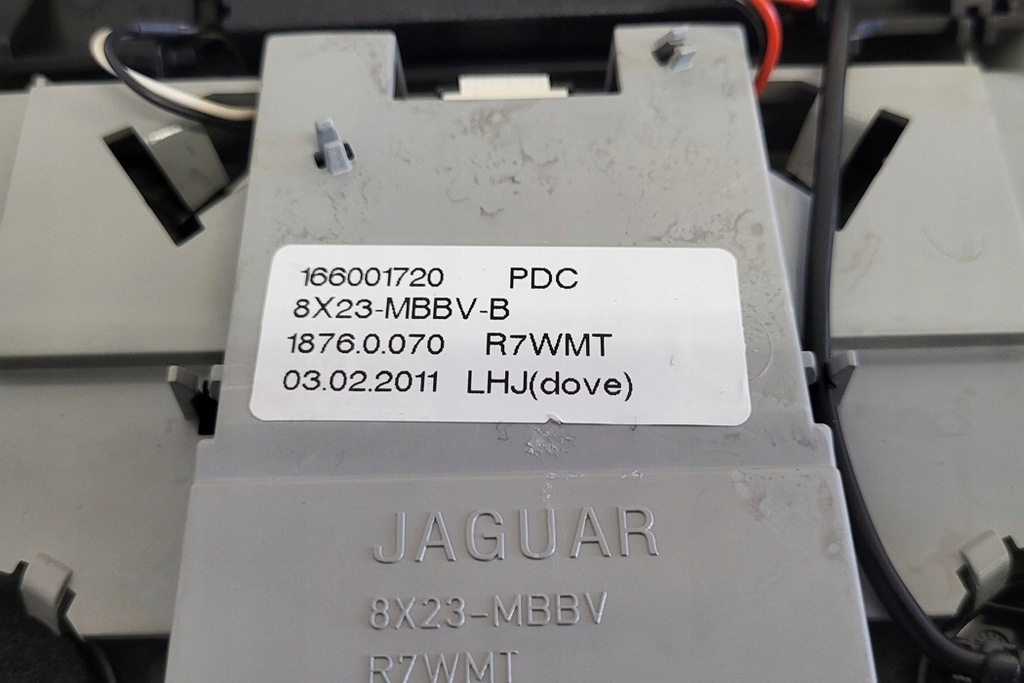 166001720 PDC
8X23-MBBV-B
1876.0.070 R7WMT
03.02.2011 LHJ(dove)
JAGUAR
8X23-MBBV
R7WMT